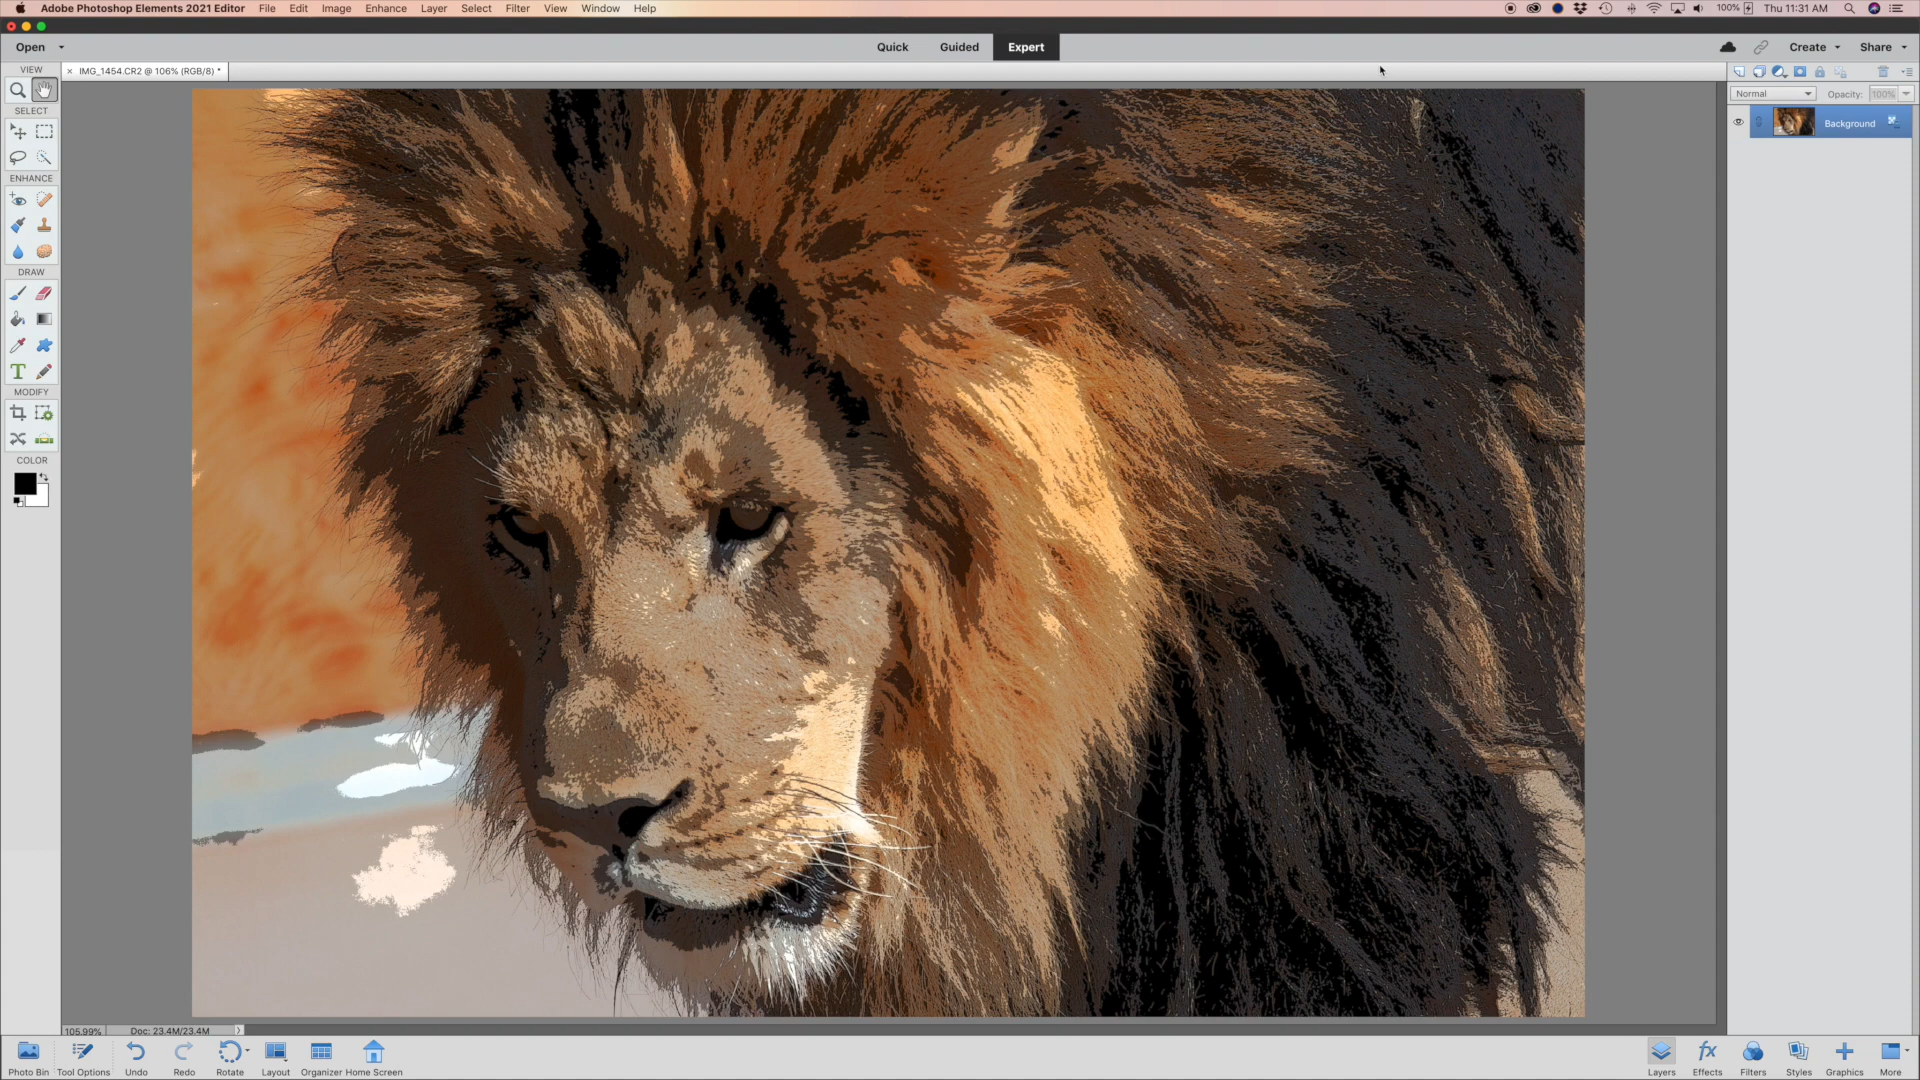 Adobe Photoshop Elements 2021 Editor File Edit Image Enhance Layer Select Filter View Window Help 100% Thu 11:31 AM
Open Quick Guided Expert Create Share
VIEW × IMG_1454.CR2 @ 106% (RGB/8) *
Normal Opacity: 100%
SELECT
Background
ENHANCE
DRAW
T
MODIFY
COLOR
105.99% Doc: 23.4M/23.4M
fx
Photo Bin Tool Options Undo Redo Rotate Layout Organizer Home Screen Layers Effects Filters Styles Graphics More